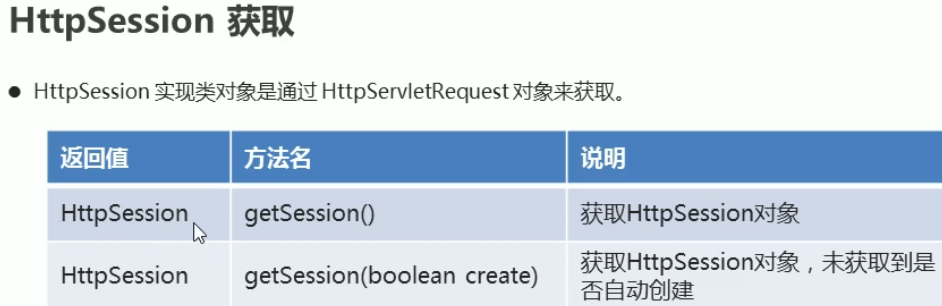 HttpSession 获取
● HttpSession 实现类对象是通过 HttpServletRequest 对象来获取。
返回值 方法名 说明
HttpSession getSession() 获取HttpSession对象
HttpSession getSession(boolean create) 获取HttpSession对象，未获取到是
否自动创建